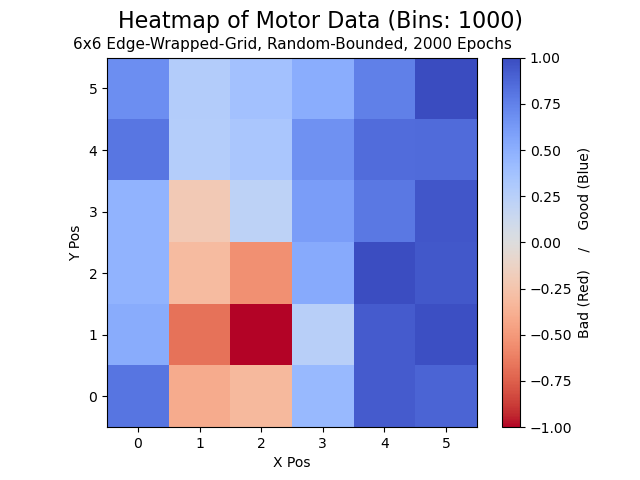 Heatmap of Motor Data (Bins: 1000)
6x6 Edge-Wrapped-Grid, Random-Bounded, 2000 Epochs
5
4
3
2
1
0
Y Pos
0 1 2 3 4 5
X Pos
1.00
0.75
0.50
0.25
0.00
−0.25
−0.50
−0.75
−1.00
Bad (Red) / Good (Blue)